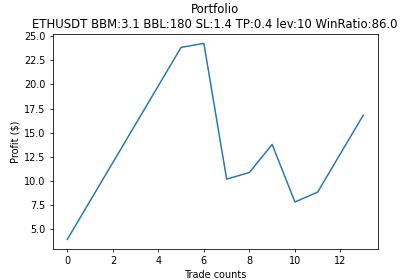 Portfolio
ETHUSDT BBM:3.1 BBL:180 SL:1.4 TP:0.4 lev:10 WinRatio:86.0
25.0
22.5
20.0
17.5
15.0
12.5
10.0
7.5
5.0
Profit ($)
0 2 4 6 8 10 12
Trade counts